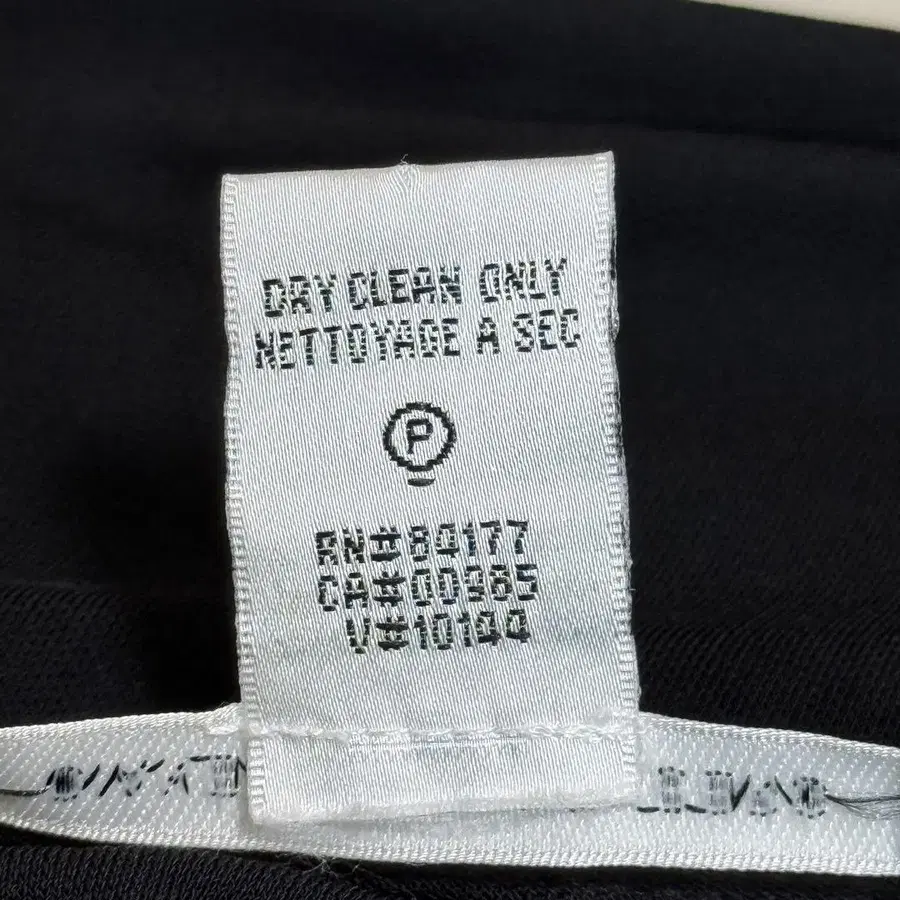 DRY CLEAN ONLY
NETTOYAGE A SEC
P
RN#84177
CA#00365
V#10144